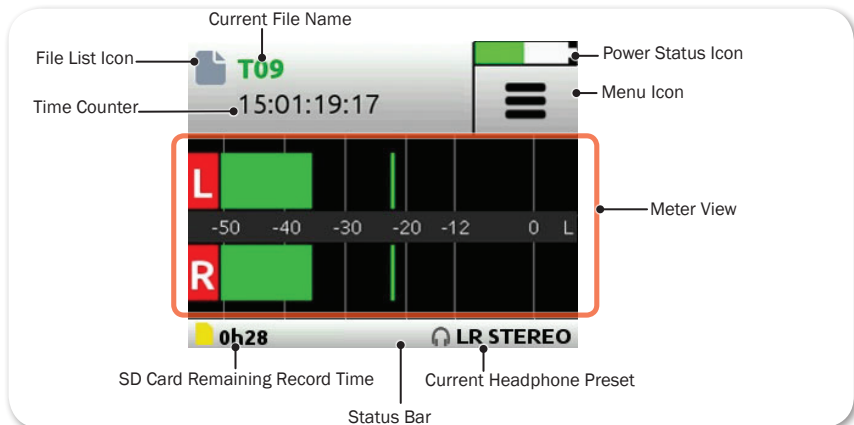 Current File Name
File List Icon
T09
Power Status Icon
Time Counter
15:01:19:17
Menu Icon
L
-50 -40 -30 -20 -12 0 L
Meter View
R
0h28
LR STEREO
SD Card Remaining Record Time
Current Headphone Preset
Status Bar